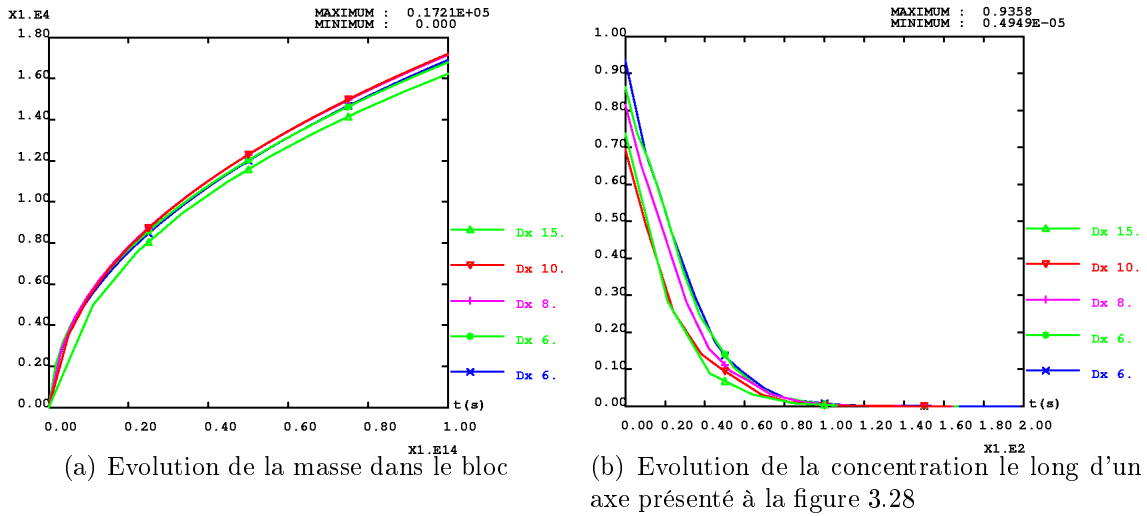 X1.E4
MAXIMUM : 0.1721E+05
MINIMUM : 0.000
1.80
1.60
1.40
1.20
1.00
0.80
0.60
0.40
0.20
0.00
0.00 0.20 0.40 0.60 0.80 1.00
t(s)
X1.E14
Dx 15.
Dx 10.
Dx 8.
Dx 6.
Dx 6.
(a) Evolution de la masse dans le bloc
MAXIMUM : 0.9358
MINIMUM : 0.4949E-05
1.00
0.90
0.80
0.70
0.60
0.50
0.40
0.30
0.20
0.10
0.00
0.00 0.20 0.40 0.60 0.80 1.00 1.20 1.40 1.60 1.80 2.00
t(s)
X1.E2
Dx 15.
Dx 10.
Dx 8.
Dx 6.
Dx 6.
(b) Evolution de la concentration le long d'un
axe présenté à la figure 3.28